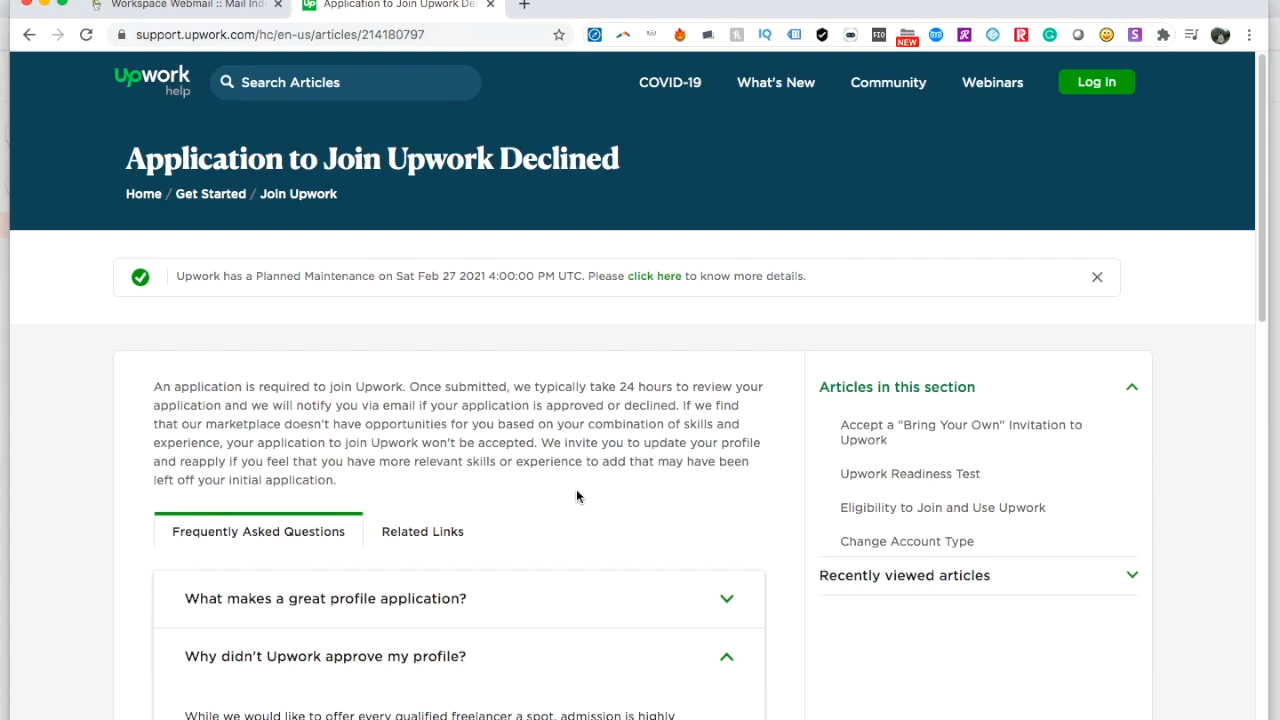 Workspace Webmail :: Mail Ind
Application to Join Upwork De
support.upwork.com/hc/en-us/articles/214180797
NEW
Upwork help
Search Articles
COVID-19
What's New
Community
Webinars
Log In
Application to Join Upwork Declined
Home / Get Started / Join Upwork
Upwork has a Planned Maintenance on Sat Feb 27 2021 4:00:00 PM UTC. Please click here to know more details.
An application is required to join Upwork. Once submitted, we typically take 24 hours to review your
application and we will notify you via email if your application is approved or declined. If we find
that our marketplace doesn't have opportunities for you based on your combination of skills and
experience, your application to join Upwork won't be accepted. We invite you to update your profile
and reapply if you feel that you have more relevant skills or experience to add that may have been
left off your initial application.
Frequently Asked Questions
Related Links
What makes a great profile application?
Why didn't Upwork approve my profile?
While we would like to offer every qualified freelancer a spot, admission is highly
Articles in this section
Accept a "Bring Your Own" Invitation to
Upwork
Upwork Readiness Test
Eligibility to Join and Use Upwork
Change Account Type
Recently viewed articles